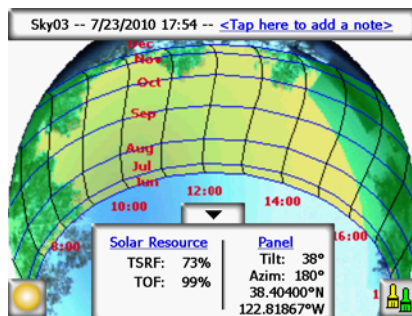 Sky03 -- 7/23/2010 17:54 -- <Tap here to add a note>
Dec
Nov
Oct
Sep
Aug
Jul
Jun
12:00
10:00
14:00
8:00
16:00
Solar Resource
TSRF: 73%
TOF: 99%
Panel
Tilt: 38°
Azim: 180°
38.40400°N
122.81867°W